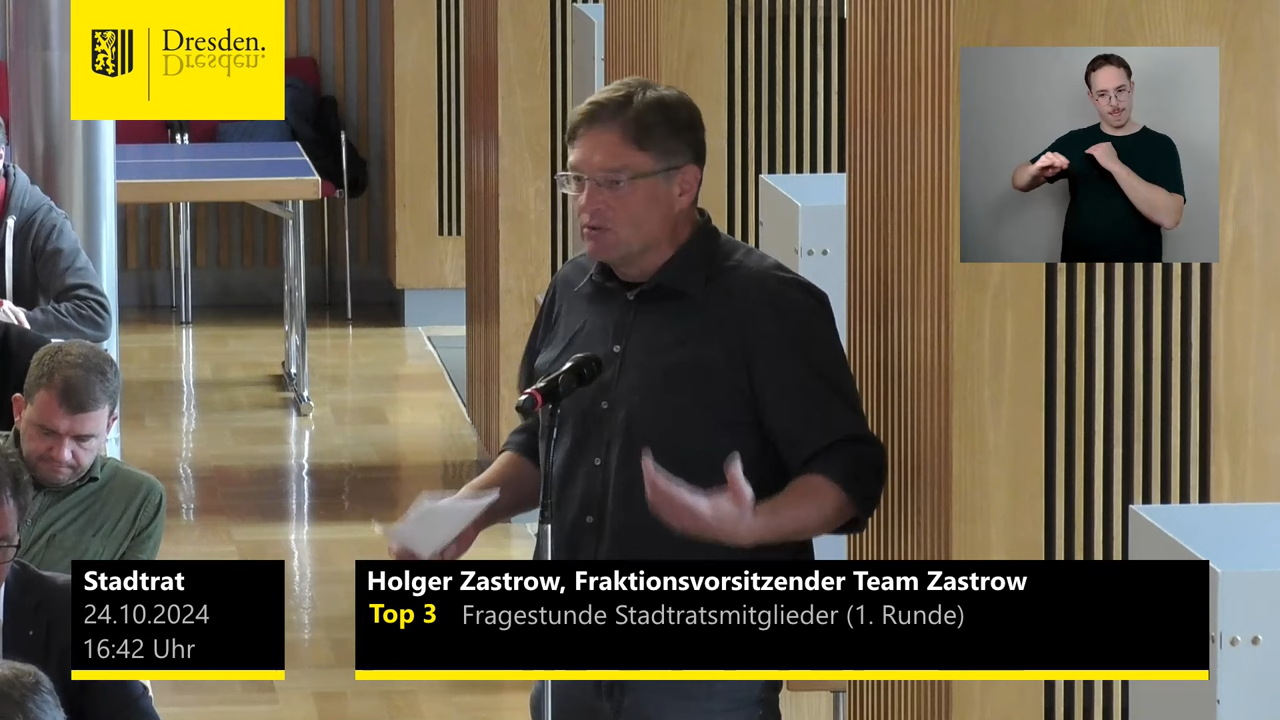 Dresden.
Dresden.
Stadtrat
24.10.2024
16:42 Uhr
Holger Zastrow, Fraktionsvorsitzender Team Zastrow
Top 3 Fragestunde Stadtratsmitglieder (1. Runde)